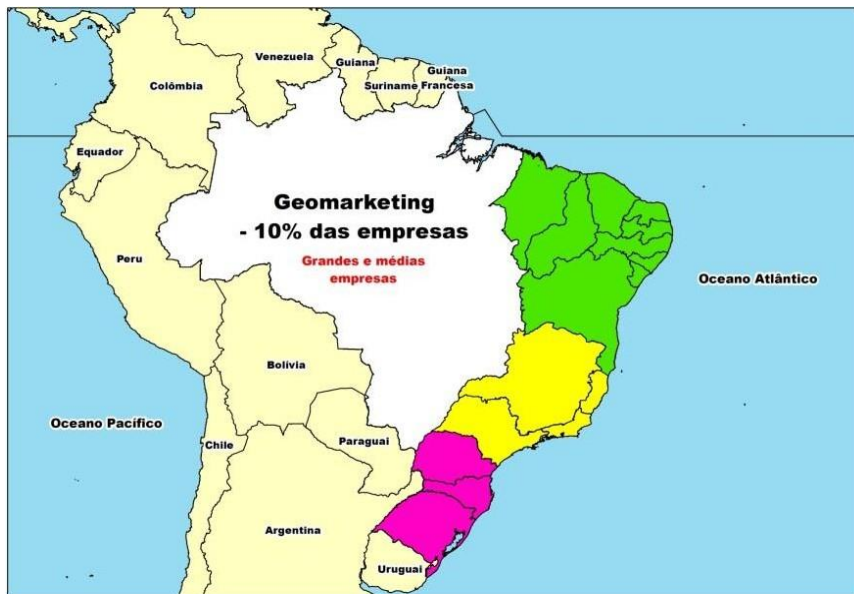 Venezuela
Guiana
Guiana
Francesa
Suriname
Colômbia
Equador
Geomarketing
- 10% das empresas
Grandes e médias
empresas
Peru
Oceano Atlântico
Bolívia
Oceano Pacífico
Chile
Paraguai
Argentina
Uruguai